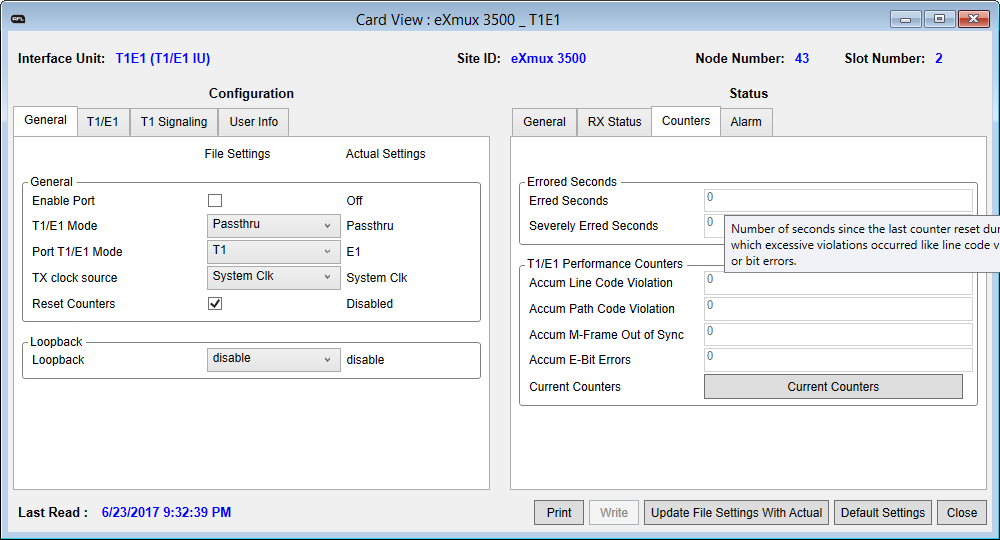 RFL
Card View : eXmux 3500 _ T1E1
Interface Unit: T1E1 (T1/E1 IU) Site ID: eXmux 3500 Node Number: 43 Slot Number: 2
Configuration
General T1/E1 T1 Signaling User Info
File Settings Actual Settings
General
Enable Port Off
T1/E1 Mode Passthru Passthru
Port T1/E1 Mode T1 E1
TX clock source System Clk System Clk
Reset Counters Disabled
Loopback
Loopback disable disable
Status
General RX Status Counters Alarm
Errored Seconds
Erred Seconds 0
Severely Erred Seconds 0
Number of seconds since the last counter reset dur
which excessive violations occurred like line code v
or bit errors.
T1/E1 Performance Counters
Accum Line Code Violation 0
Accum Path Code Violation 0
Accum M-Frame Out of Sync 0
Accum E-Bit Errors 0
Current Counters Current Counters
Last Read : 6/23/2017 9:32:39 PM
Print Write Update File Settings With Actual Default Settings Close